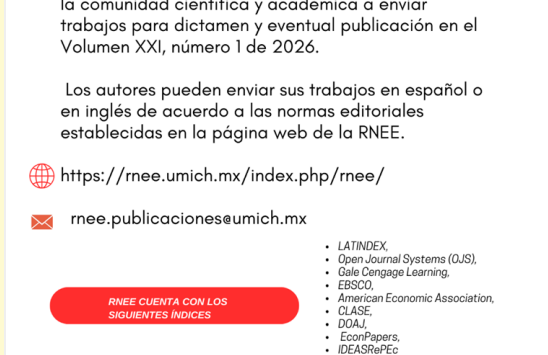 la comunidad científica y académica a enviar
trabajos para dictamen y eventual publicación en el
Volumen XXI, número 1 de 2026.
Los autores pueden enviar sus trabajos en español o
en inglés de acuerdo a las normas editoriales
establecidas en la página web de la RNEE.
https://rnee.umich.mx/index.php/rnee/
rnee.publicaciones@umich.mx
RNEE CUENTA CON LOS
SIGUIENTES ÍNDICES
• LATINDEX,
• Open Journal Systems (OJS),
• Gale Cengage Learning,
• EBSCO,
• American Economic Association,
• CLASE,
• DOAJ,
• EconPapers,
• IDEASRePEc